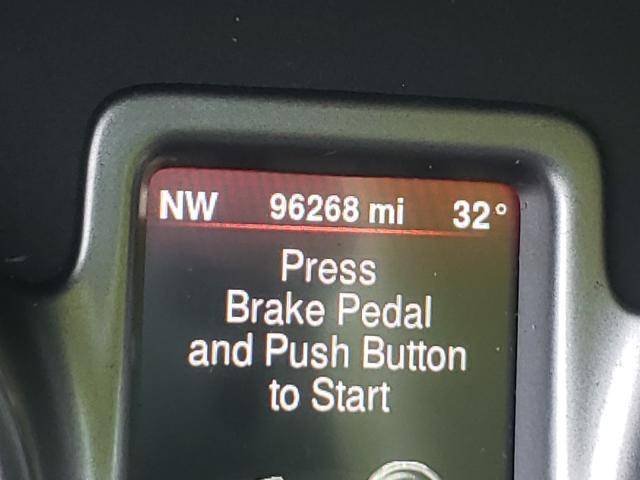 NW 96268 mi 32°
Press
Brake Pedal
and Push Button
to Start